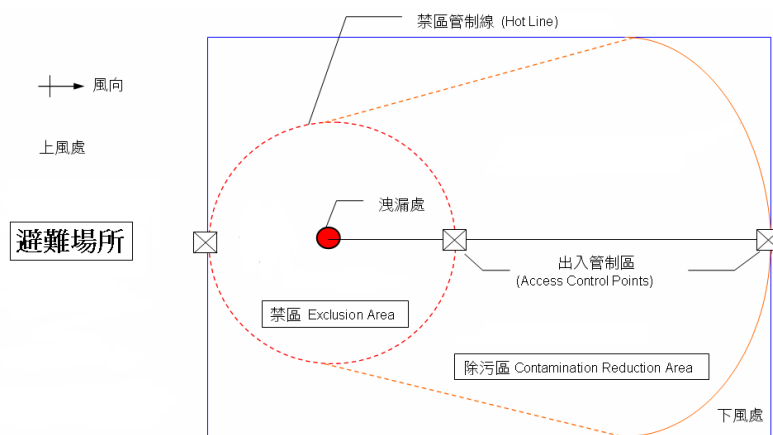 禁區管制線 (Hot Line)
風向
上風處
洩漏處
避難場所
出入管制區
(Access Control Points)
禁區 Exclusion Area
除污區 Contamination Reduction Area
下風處